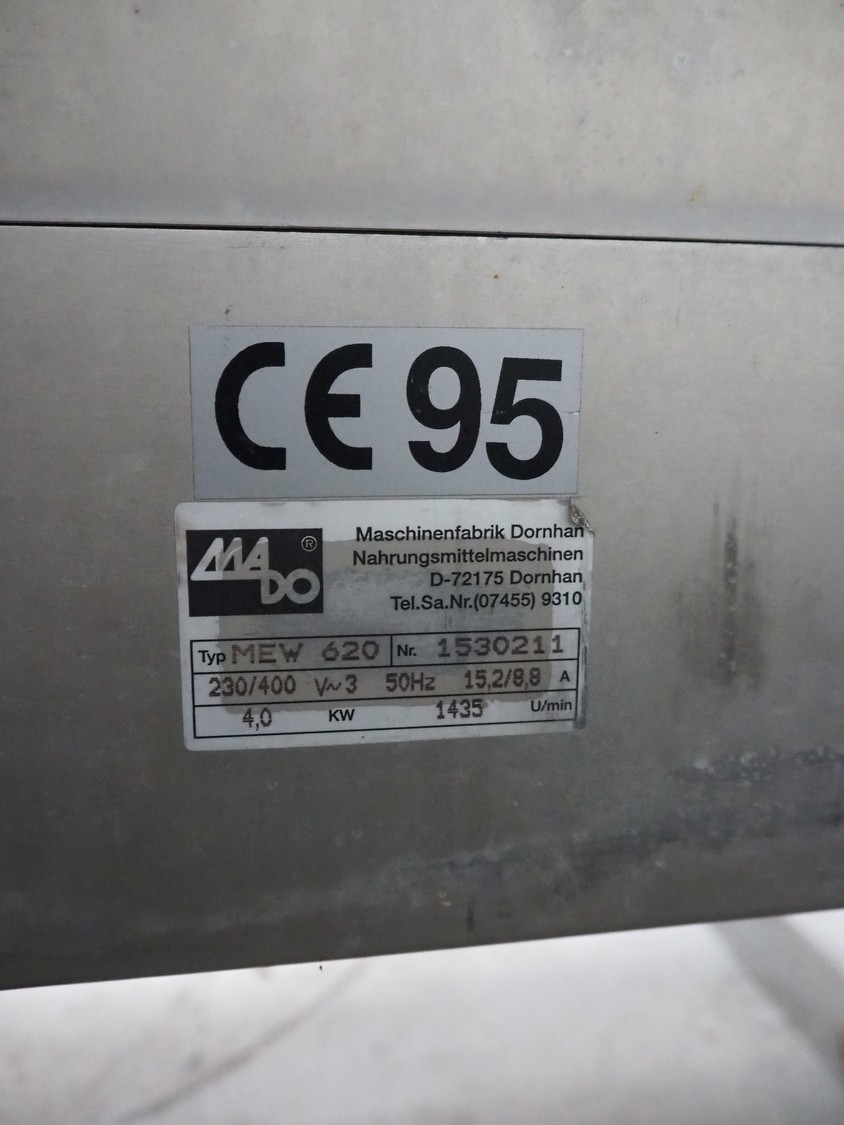 CE 95
MADO ®
Maschinenfabrik Dornhan
Nahrungsmittelmaschinen
D-72175 Dornhan
Tel.Sa.Nr.(07455) 9310
Typ MEW 620 Nr. 1530211
230/400 V~3 50Hz 15,2/8,8 A
4,0 KW 1435 U/min